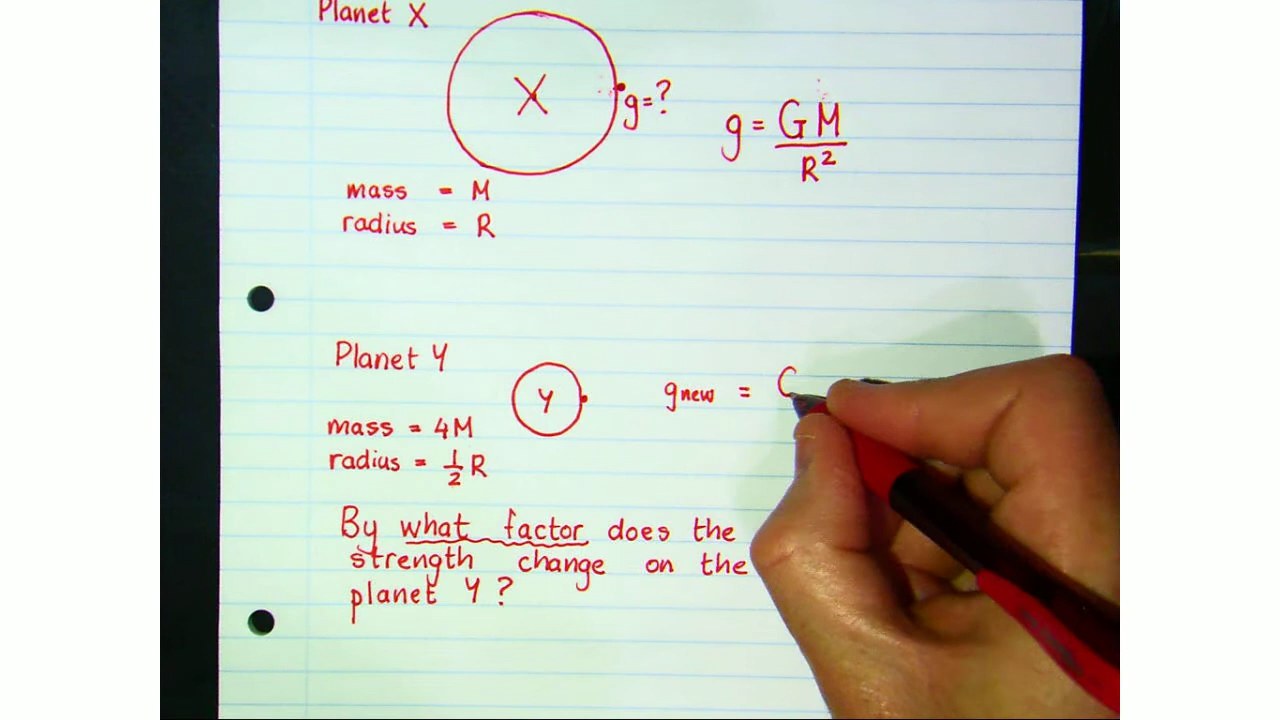 Planet X
X
g=?
g = GM
R²
mass = M
radius = R
Planet Y
Y
gnew =
mass = 4M
radius = ½ R
By what factor does the
strength change on the
planet Y?